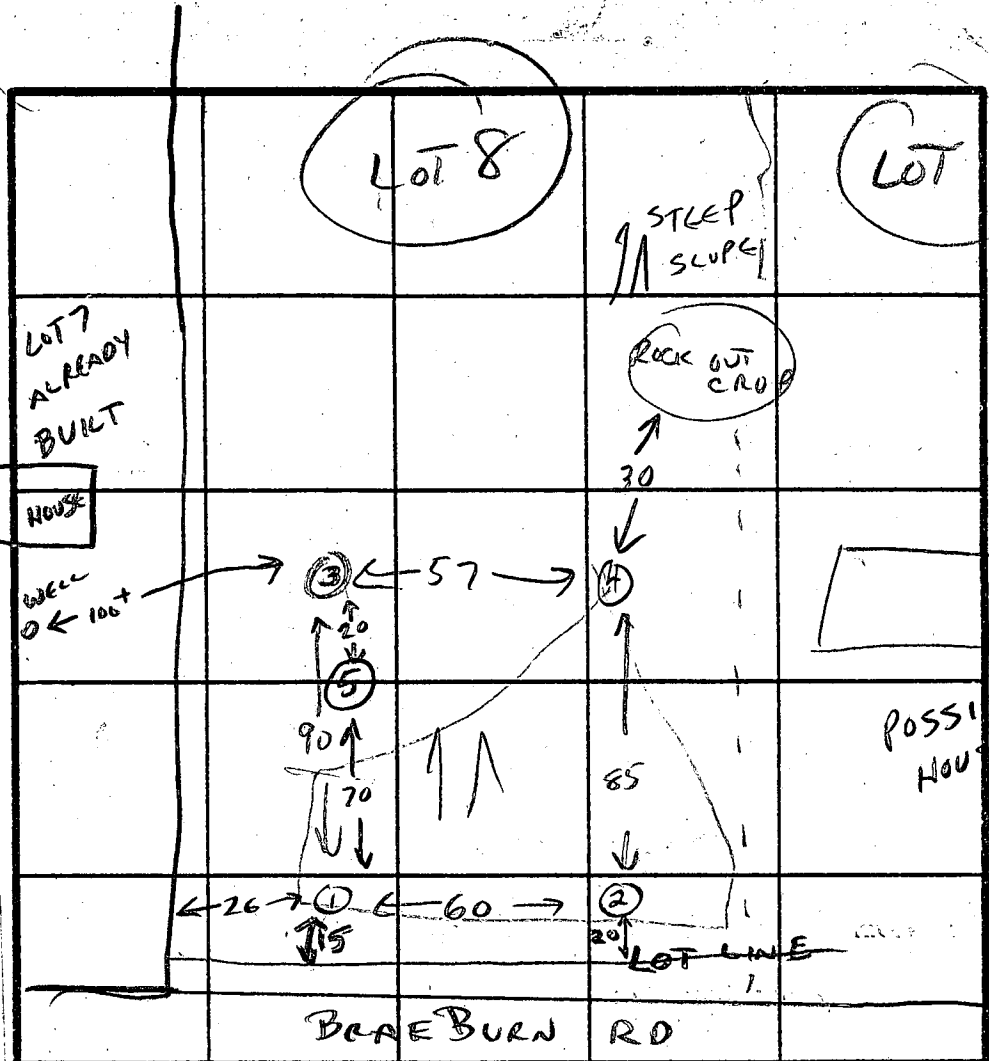 LOT 8
LOT
STEEP
SLOPE
LOT 7
ALREADY
BUILT
ROCK OUT
CROP
30
HOUSE
WELL
100+
3
57
4
20
5
90
70
85
POSSI
HOU
26
1
60
2
15
20
LOT LINE
BRAEBURN RD